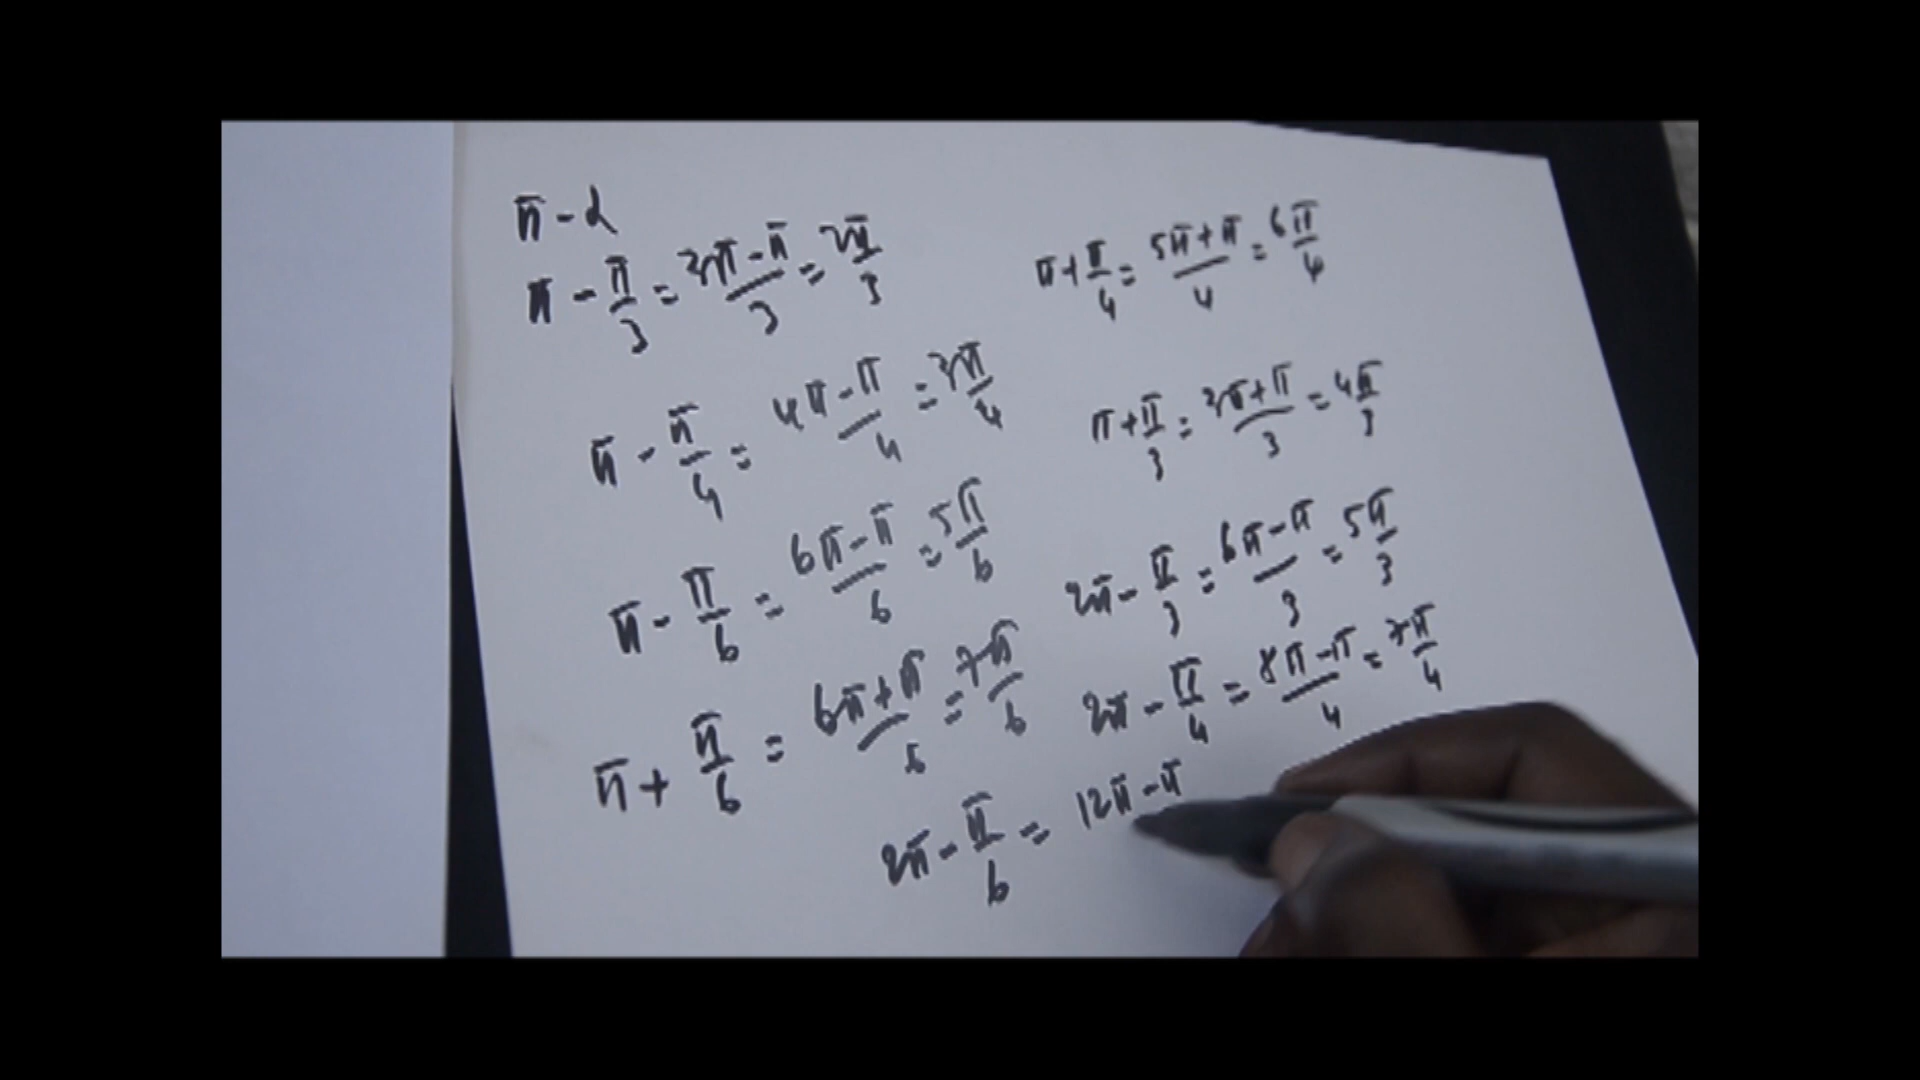 π - α
π - π/3 = 3π - π/3 = 2π/3
π - π/4 = 4π - π/4 = 3π/4
π - π/6 = 6π - π/6 = 5π/6
π + π/6 = 6π + π/6 = 7π/6
π + π/4 = 5π + π/4 = 6π/4
π + π/3 = 3π + π/3 = 4π/3
2π - π/3 = 6π - π/3 = 5π/3
2π - π/4 = 8π - π/4 = 7π/4
2π - π/6 = 12π - π